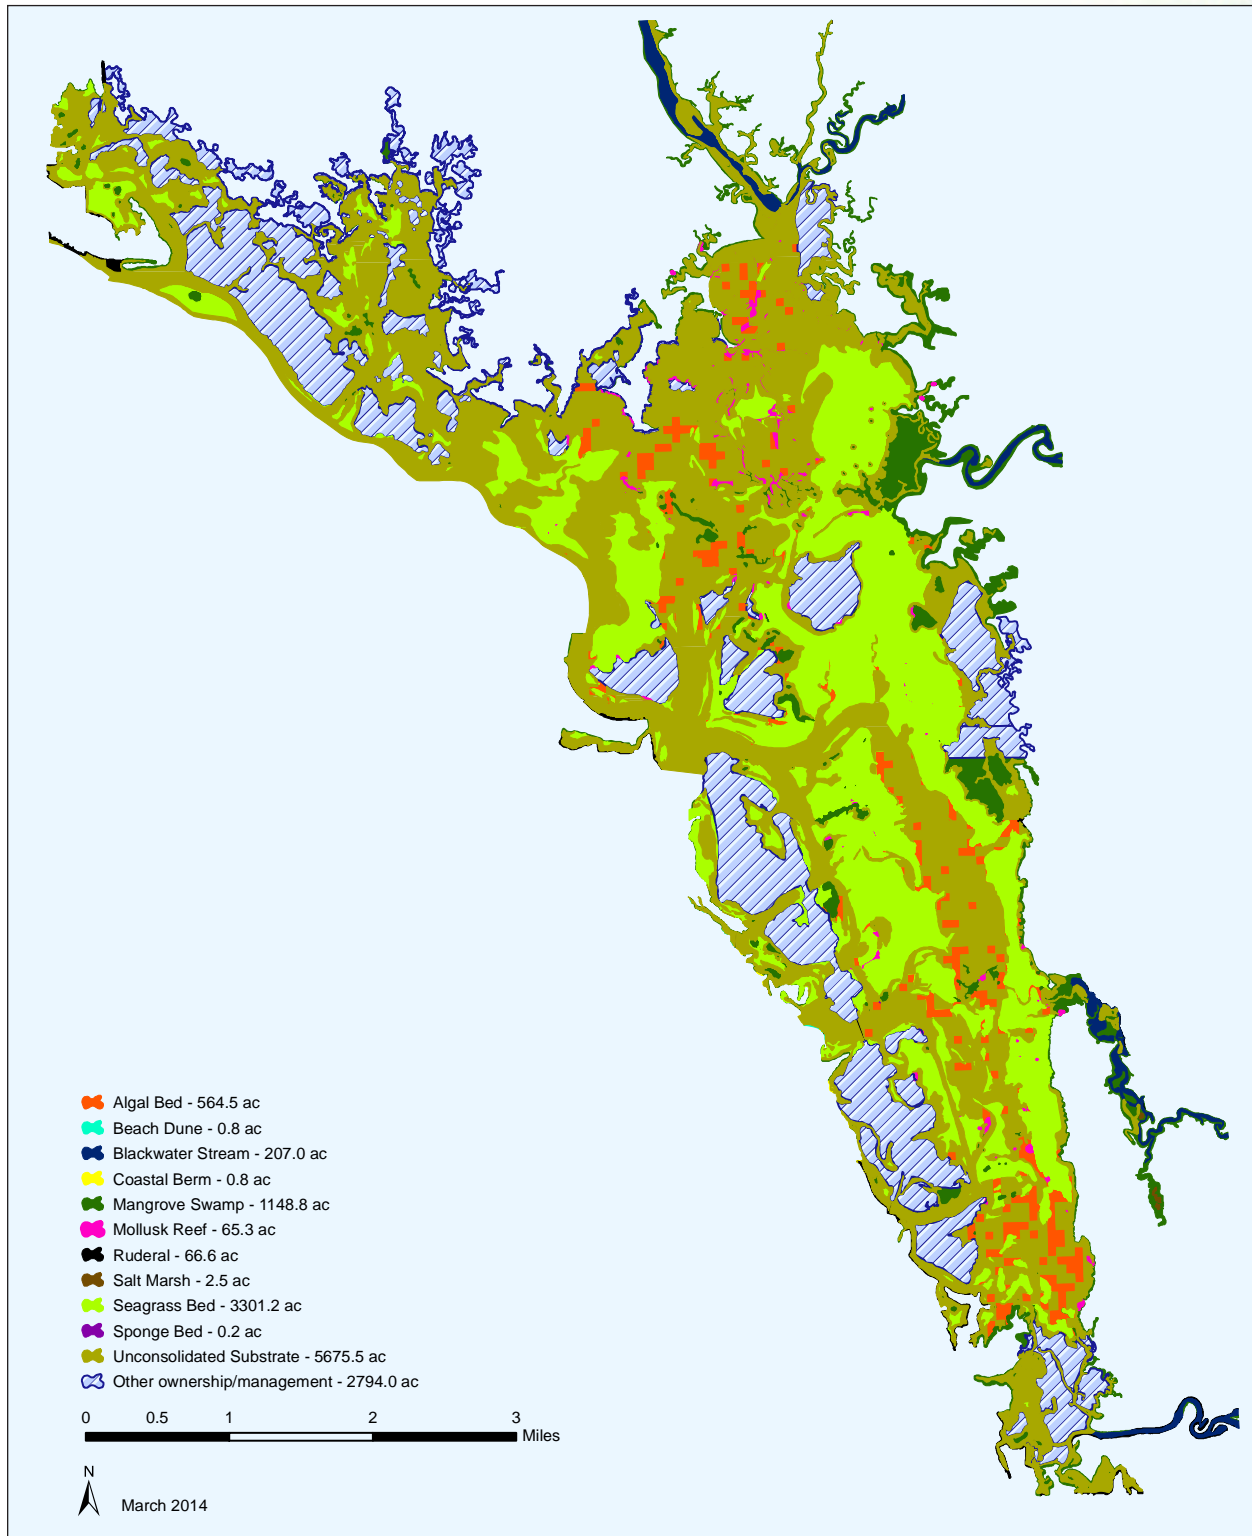 Algal Bed - 564.5 ac
Beach Dune - 0.8 ac
Blackwater Stream - 207.0 ac
Coastal Berm - 0.8 ac
Mangrove Swamp - 1148.8 ac
Mollusk Reef - 65.3 ac
Ruderal - 66.6 ac
Salt Marsh - 2.5 ac
Seagrass Bed - 3301.2 ac
Sponge Bed - 0.2 ac
Unconsolidated Substrate - 5675.5 ac
Other ownership/management - 2794.0 ac
0 0.5 1 2 3
Miles
N
March 2014